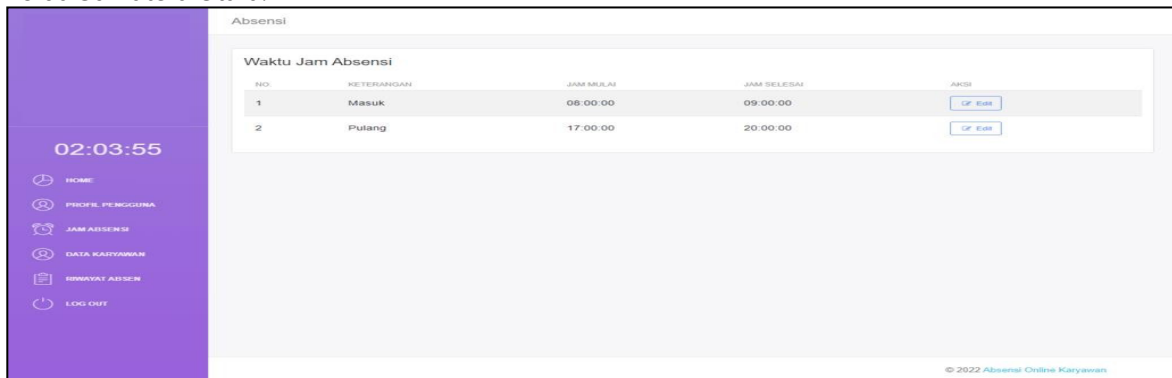 Absensi
Waktu Jam Absensi
NO KETERANGAN JAM MULAI JAM SELESAI AKSI
1 Masuk 08:00:00 09:00:00 Edit
2 Pulang 17:00:00 20:00:00 Edit
02:03:55
HOME
PROFIL PENGGUNA
JAM ABSENSI
DATA KARYAWAN
RIWAYAT ABSEN
LOG OUT
© 2022 Absensi Online Karyawan